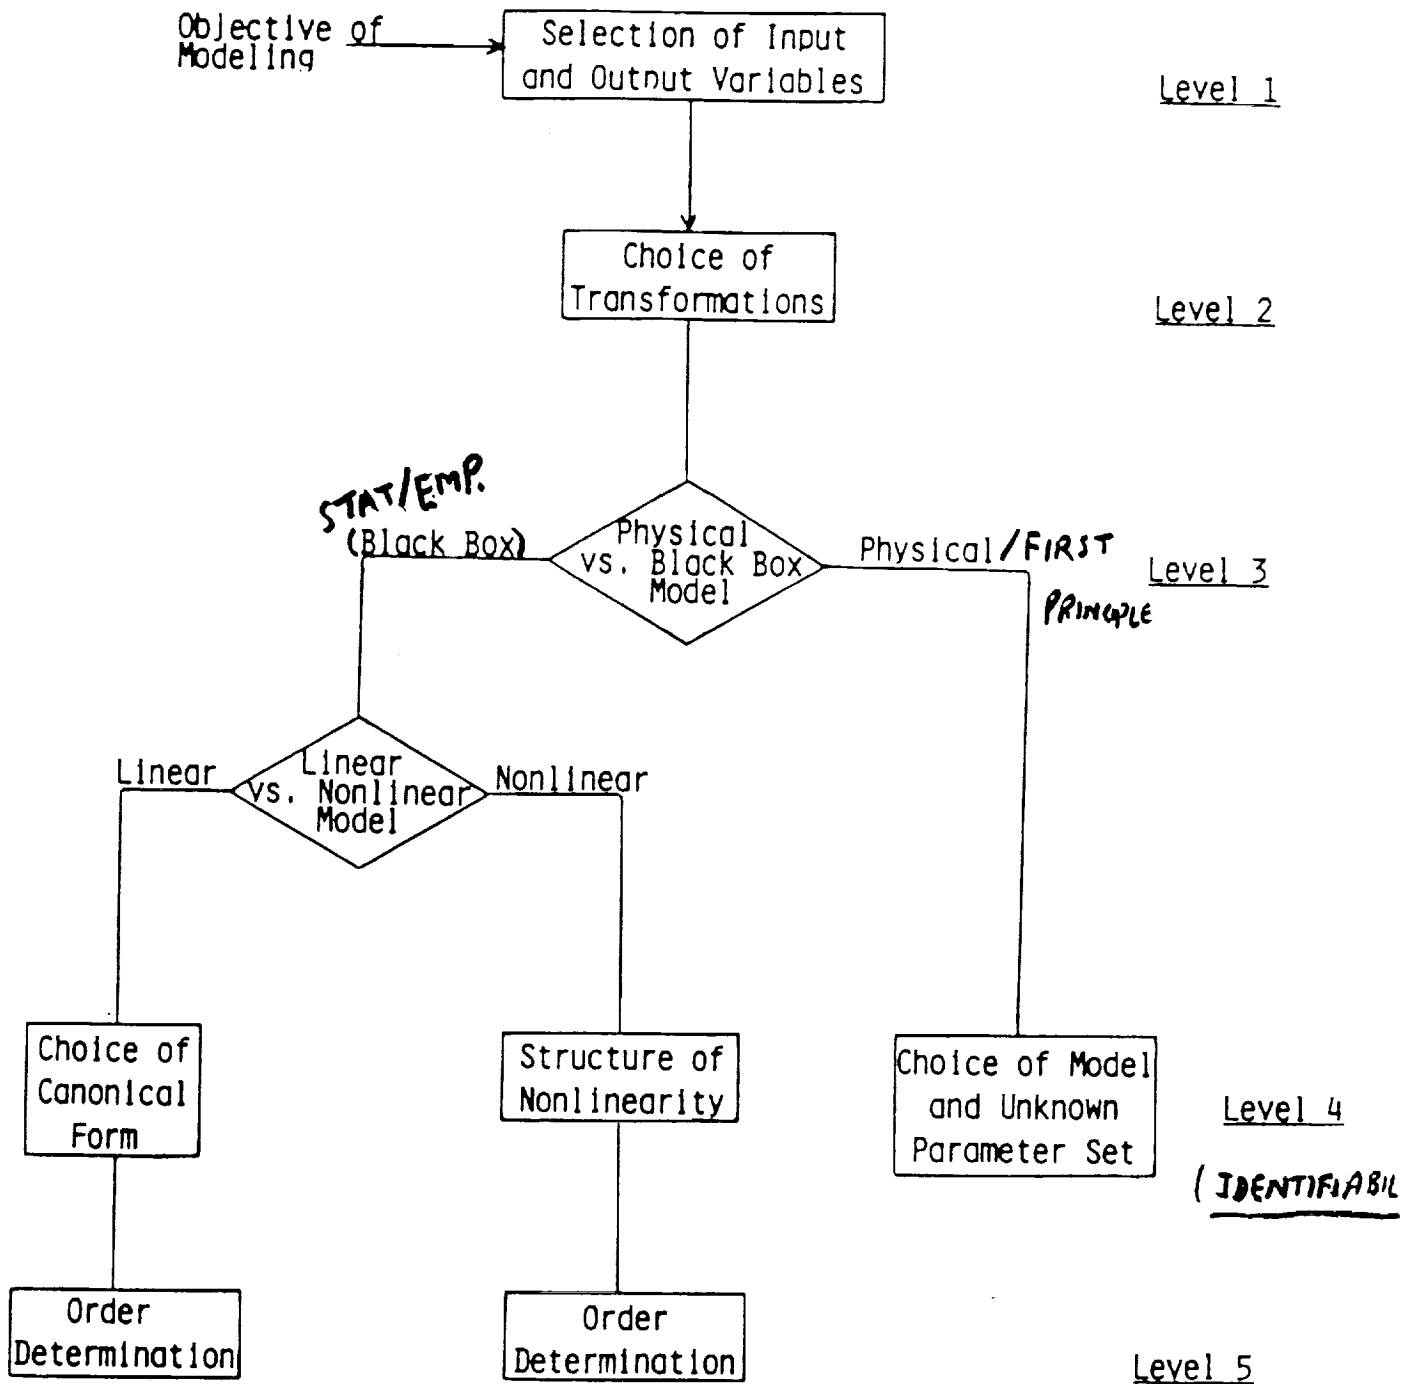 Objective of
Modeling
Selection of Input
and Output Variables
Level 1
Choice of
Transformations
Level 2
STAT/EMP.
(Black Box)
Physical
vs. Black Box
Model
Physical/FIRST
PRINCIPLE
Level 3
Linear
Linear
vs. Nonlinear
Model
Nonlinear
Choice of
Canonical
Form
Structure of
Nonlinearity
Choice of Model
and Unknown
Parameter Set
Level 4
(IDENTIFIABIL
Order
Determination
Order
Determination
Level 5